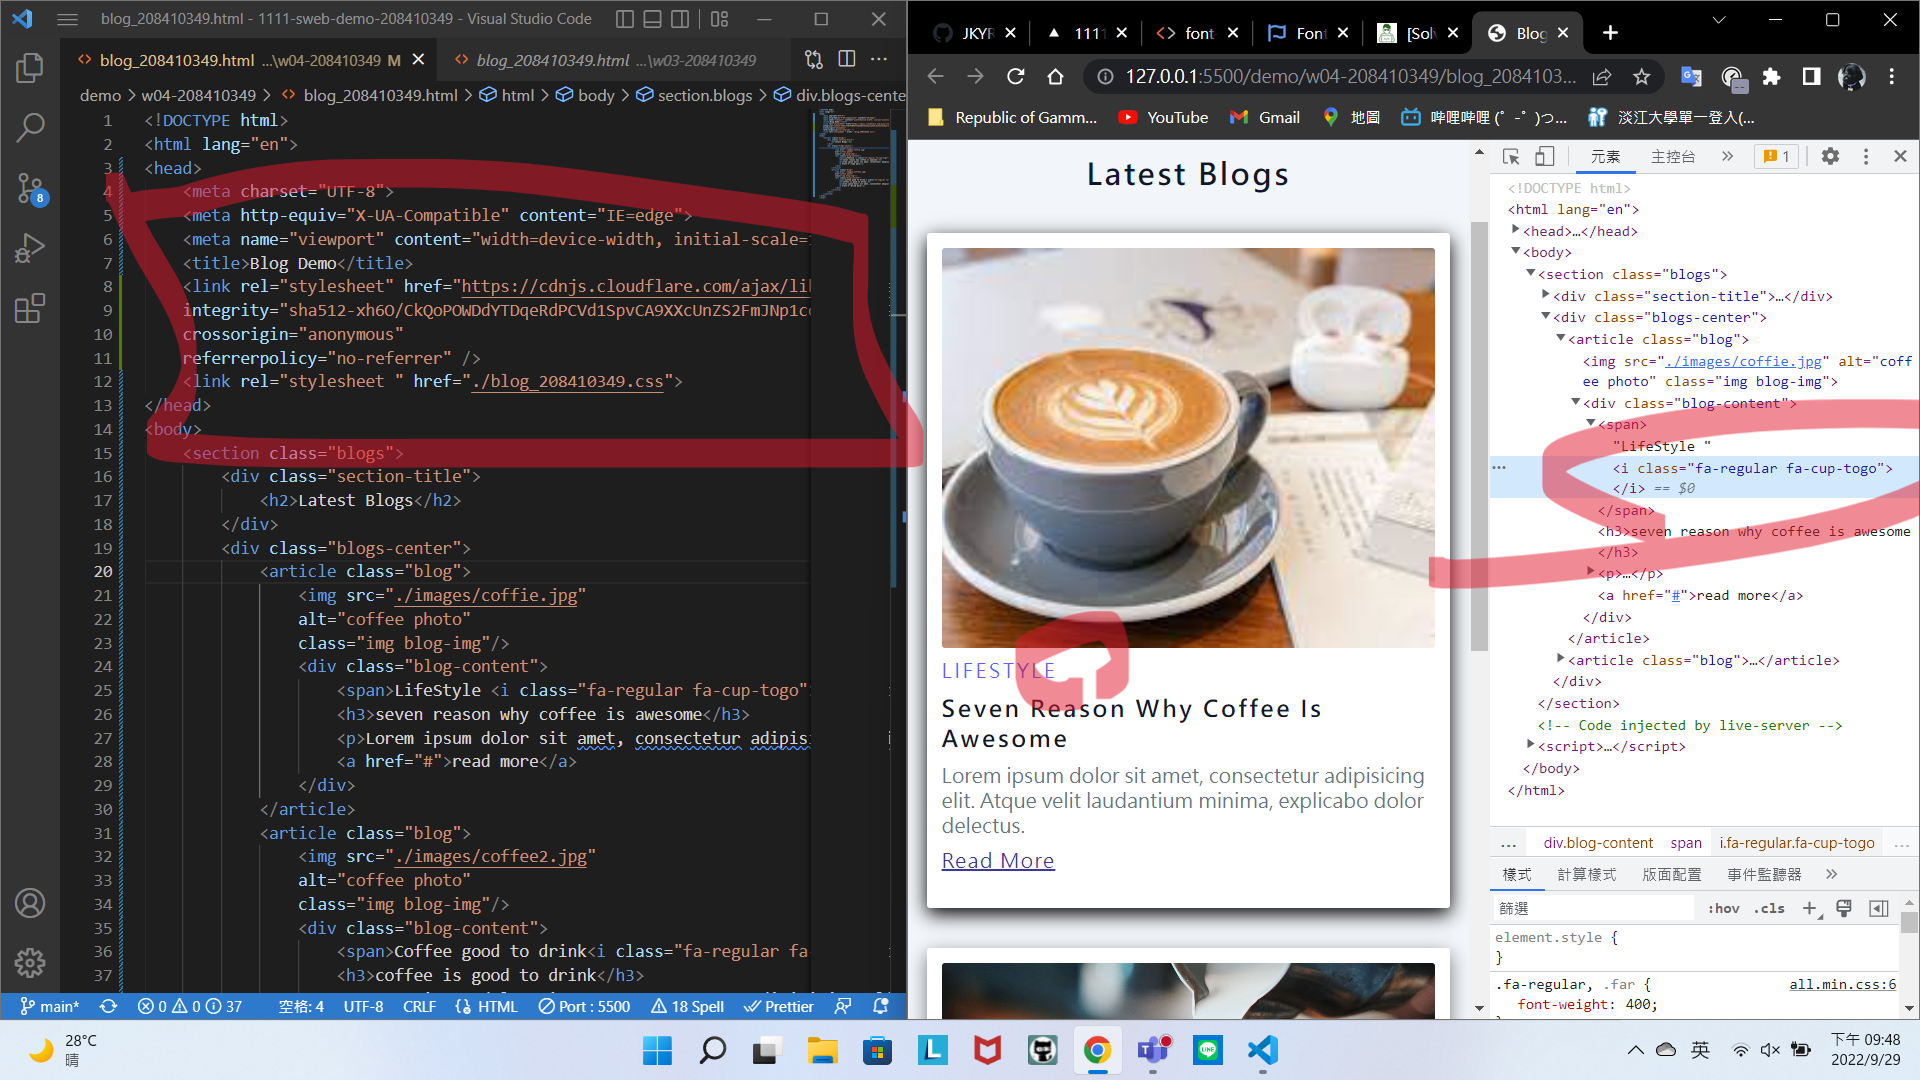 blog_208410349.html - 1111-sweb-demo-208410349 - Visual Studio Code
blog_208410349.html ...\w04-208410349 M
blog_208410349.html ...\w03-208410349
demo > w04-208410349 > blog_208410349.html > html > body > section.blogs > div.blogs-cente
1 <!DOCTYPE html>
2 <html lang="en">
3 <head>
4 <meta charset="UTF-8">
5 <meta http-equiv="X-UA-Compatible" content="IE=edge">
6 <meta name="viewport" content="width=device-width, initial-scale=
7 <title>Blog Demo</title>
8 <link rel="stylesheet" href="https://cdnjs.cloudflare.com/ajax/li
9 integrity="sha512-xh6O/CkQoPOWDdYTDqeRdPCVd1SpvCA9XXcUnZS2FmJNp1c
10 crossorigin="anonymous"
11 referrerpolicy="no-referrer" />
12 <link rel="stylesheet " href="./blog_208410349.css">
13 </head>
14 <body>
15 <section class="blogs">
16 <div class="section-title">
17 <h2>Latest Blogs</h2>
18 </div>
19 <div class="blogs-center">
20 <article class="blog">
21 <img src="./images/coffie.jpg"
22 alt="coffee photo"
23 class="img blog-img"/>
24 <div class="blog-content">
25 <span>LifeStyle <i class="fa-regular fa-cup-togo"
26 <h3>seven reason why coffee is awesome</h3>
27 <p>Lorem ipsum dolor sit amet, consectetur adipis
28 <a href="#">read more</a>
29 </div>
30 </article>
31 <article class="blog">
32 <img src="./images/coffee2.jpg"
33 alt="coffee photo"
34 class="img blog-img"/>
35 <div class="blog-content">
36 <span>Coffee good to drink<i class="fa-regular fa
37 <h3>coffee is good to drink</h3>
8
main* 0 0 37 空格: 4 UTF-8 CRLF HTML Port : 5500 18 Spell Prettier
JKYR 1111 font Font [Solv Blog
127.0.0.1:5500/demo/w04-208410349/blog_2084103...
Republic of Gamm... YouTube Gmail 地圖 哔哩哔哩 (゜-゜)つ... 淡江大學單一登入(...
Latest Blogs
LIFESTYLE
Seven Reason Why Coffee Is
Awesome
Lorem ipsum dolor sit amet, consectetur adipisicing
elit. Atque velit laudantium minima, explicabo dolor
delectus.
Read More
元素 主控台 » 1
<!DOCTYPE html>
<html lang="en">
<head>…</head>
<body>
<section class="blogs">
<div class="section-title">…</div>
<div class="blogs-center">
<article class="blog">
<img src="./images/coffie.jpg" alt="coff
ee photo" class="img blog-img">
<div class="blog-content">
<span>
"LifeStyle "
<i class="fa-regular fa-cup-togo">
</i> == $0
</span>
<h3>seven reason why coffee is awesome
</h3>
<p>…</p>
<a href="#">read more</a>
</div>
</article>
<article class="blog">…</article>
</div>
</section>
<!-- Code injected by live-server -->
<script>…</script>
</body>
</html>
... div.blog-content span i.fa-regular.fa-cup-togo ...
樣式 計算樣式 版面配置 事件監聽器 »
篩選 :hov .cls
element.style {
}
.fa-regular, .far { all.min.css:6
font-weight: 400;
28°C
晴
英
下午 09:48
2022/9/29